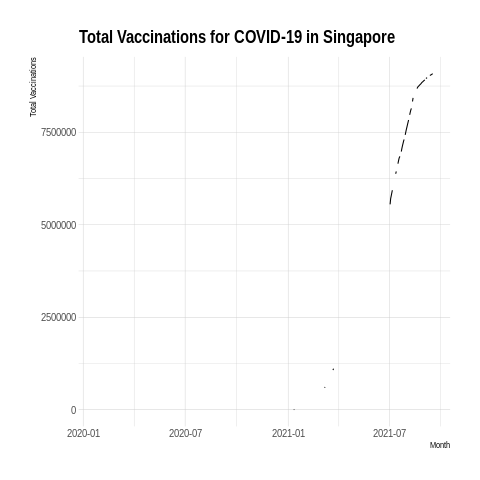 Total Vaccinations for COVID-19 in Singapore
Total Vaccinations
7500000
5000000
2500000
0
2020-01
2020-07
2021-01
2021-07
Month